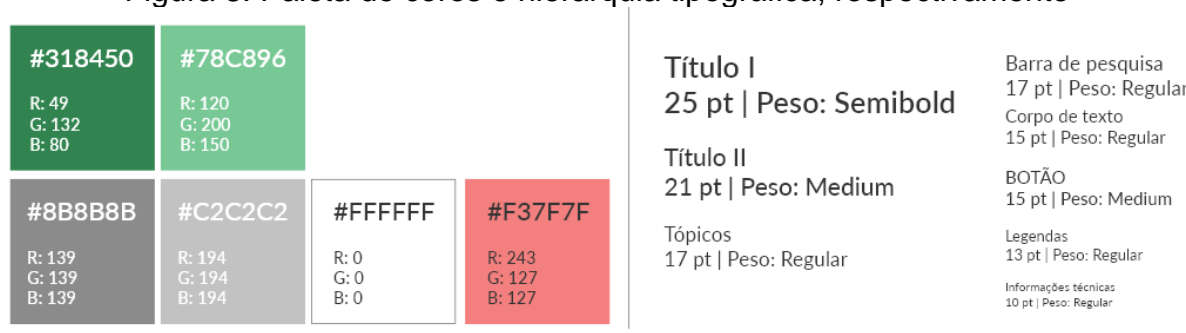 #318450
R: 49
G: 132
B: 80
#78C896
R: 120
G: 200
B: 150
#8B8B8B
R: 139
G: 139
B: 139
#C2C2C2
R: 194
G: 194
B: 194
#FFFFFF
R: 0
G: 0
B: 0
#F37F7F
R: 243
G: 127
B: 127
Título I
25 pt | Peso: Semibold
Título II
21 pt | Peso: Medium
Tópicos
17 pt | Peso: Regular
Barra de pesquisa
17 pt | Peso: Regular
Corpo de texto
15 pt | Peso: Regular
BOTÃO
15 pt | Peso: Medium
Legendas
13 pt | Peso: Regular
Informações técnicas
10 pt | Peso: Regular